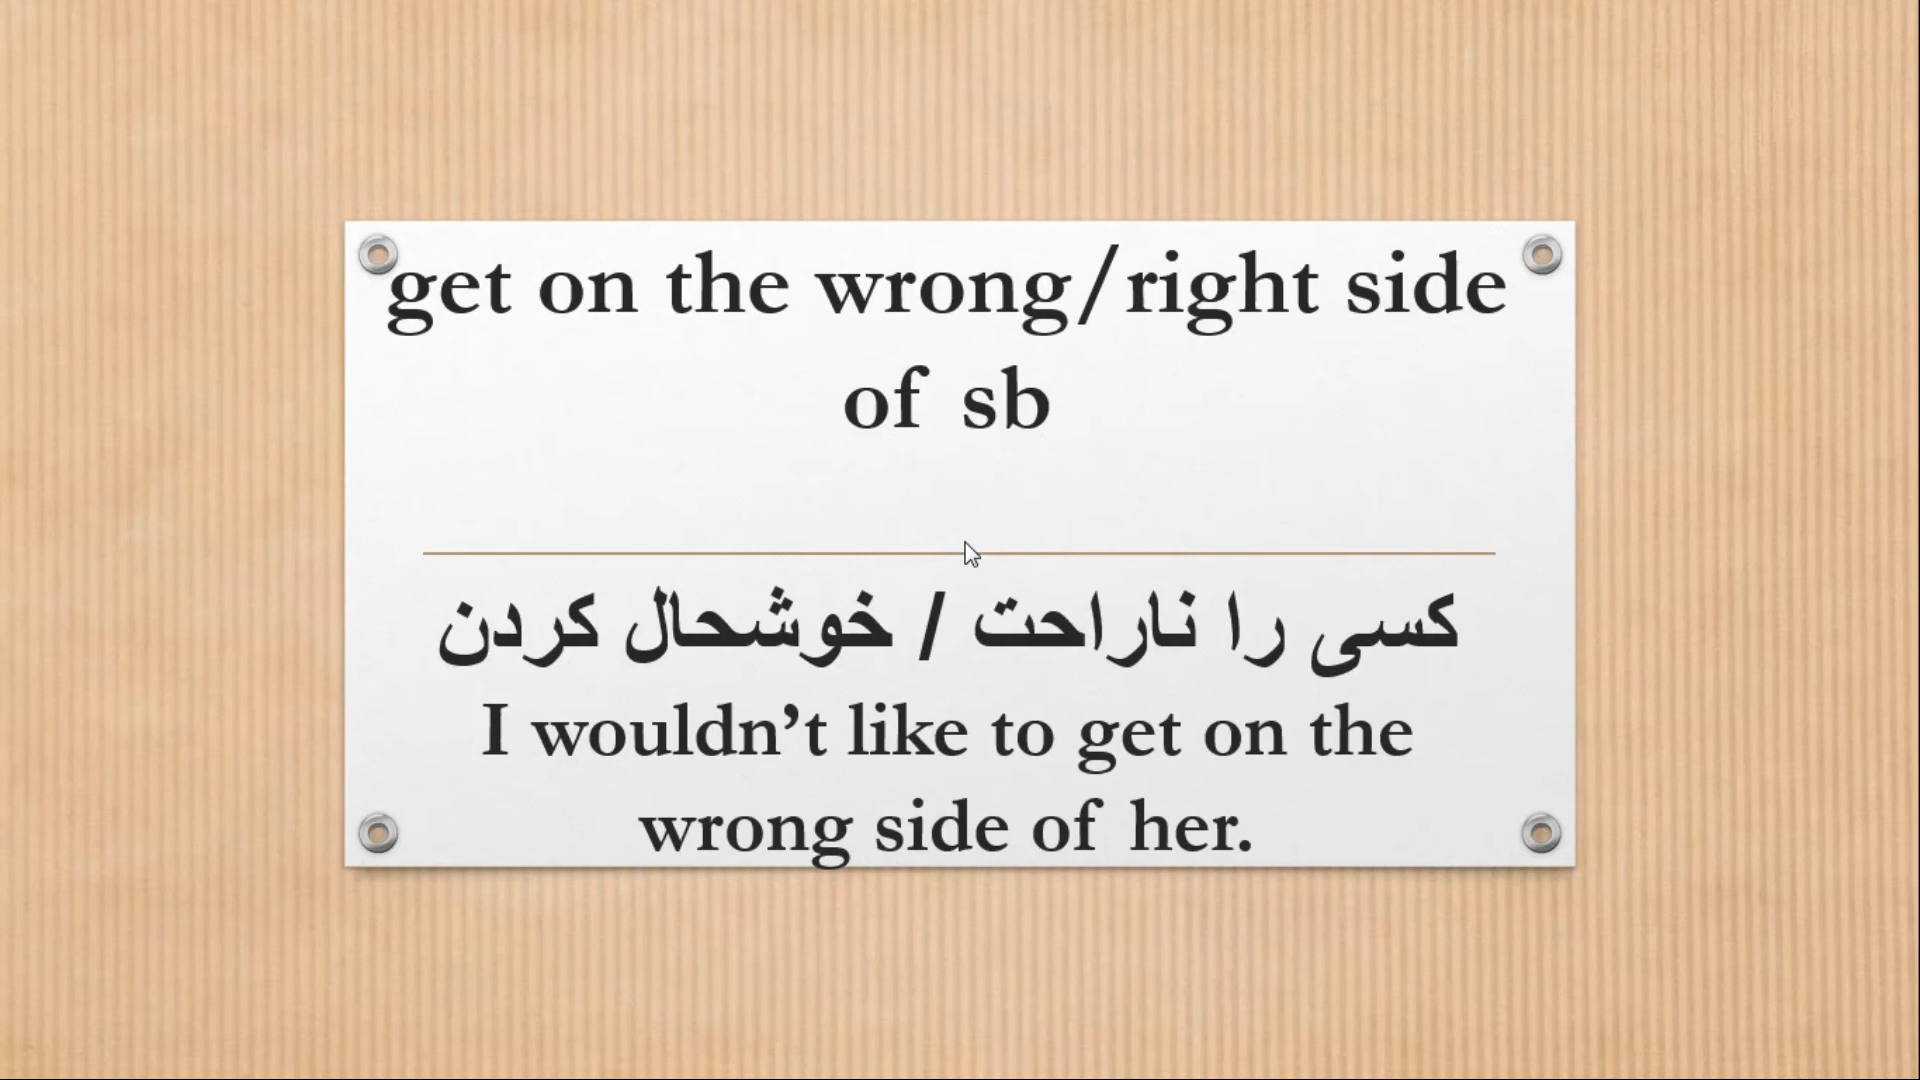 get on the wrong/right side
of sb
کسی را ناراحت / خوشحال کردن
I wouldn’t like to get on the
wrong side of her.